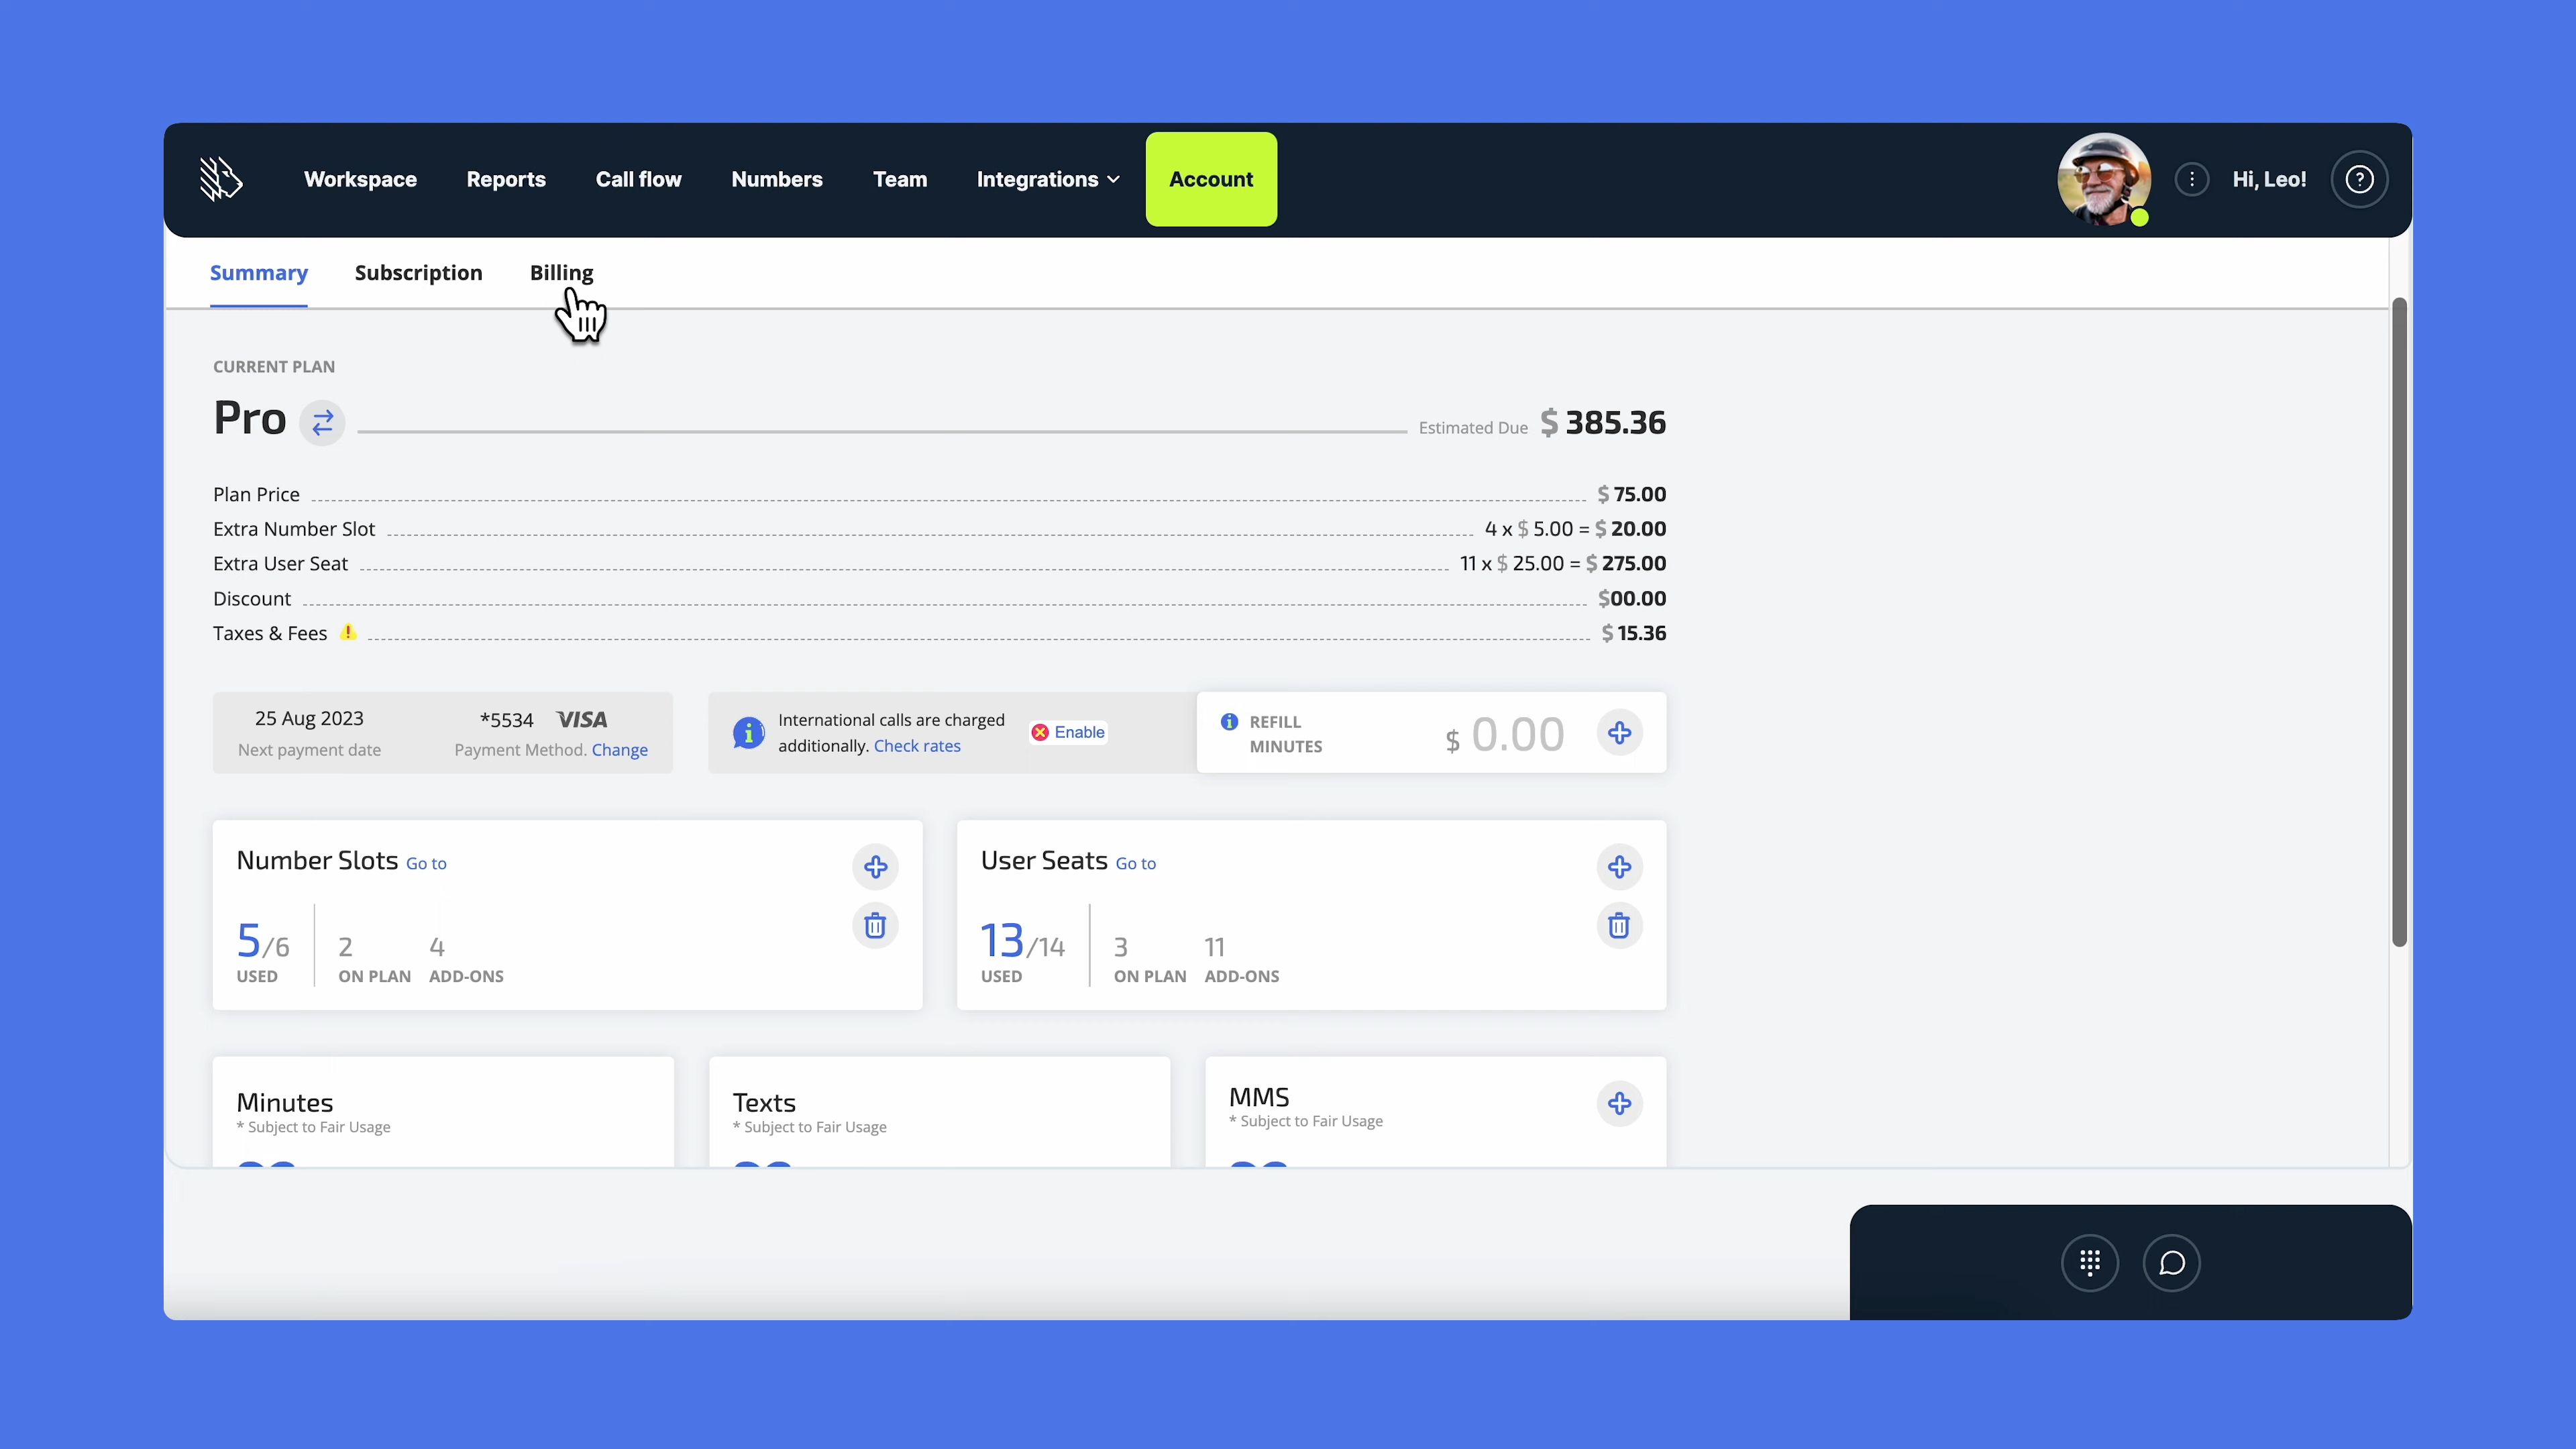 Workspace Reports Call flow Numbers Team Integrations Account Hi, Leo!
Summary Subscription Billing
CURRENT PLAN
Pro Estimated Due $ 385.36
Plan Price $ 75.00
Extra Number Slot 4 x $ 5.00 = $ 20.00
Extra User Seat 11 x $ 25.00 = $ 275.00
Discount $00.00
Taxes & Fees $ 15.36
25 Aug 2023 *5534 VISA
Next payment date Payment Method. Change
International calls are charged
additionally. Check rates
Enable
REFILL
MINUTES
$ 0.00
Number Slots Go to
5/6 2 4
USED ON PLAN ADD-ONS
User Seats Go to
13/14 3 11
USED ON PLAN ADD-ONS
Minutes
* Subject to Fair Usage
Texts
* Subject to Fair Usage
MMS
* Subject to Fair Usage